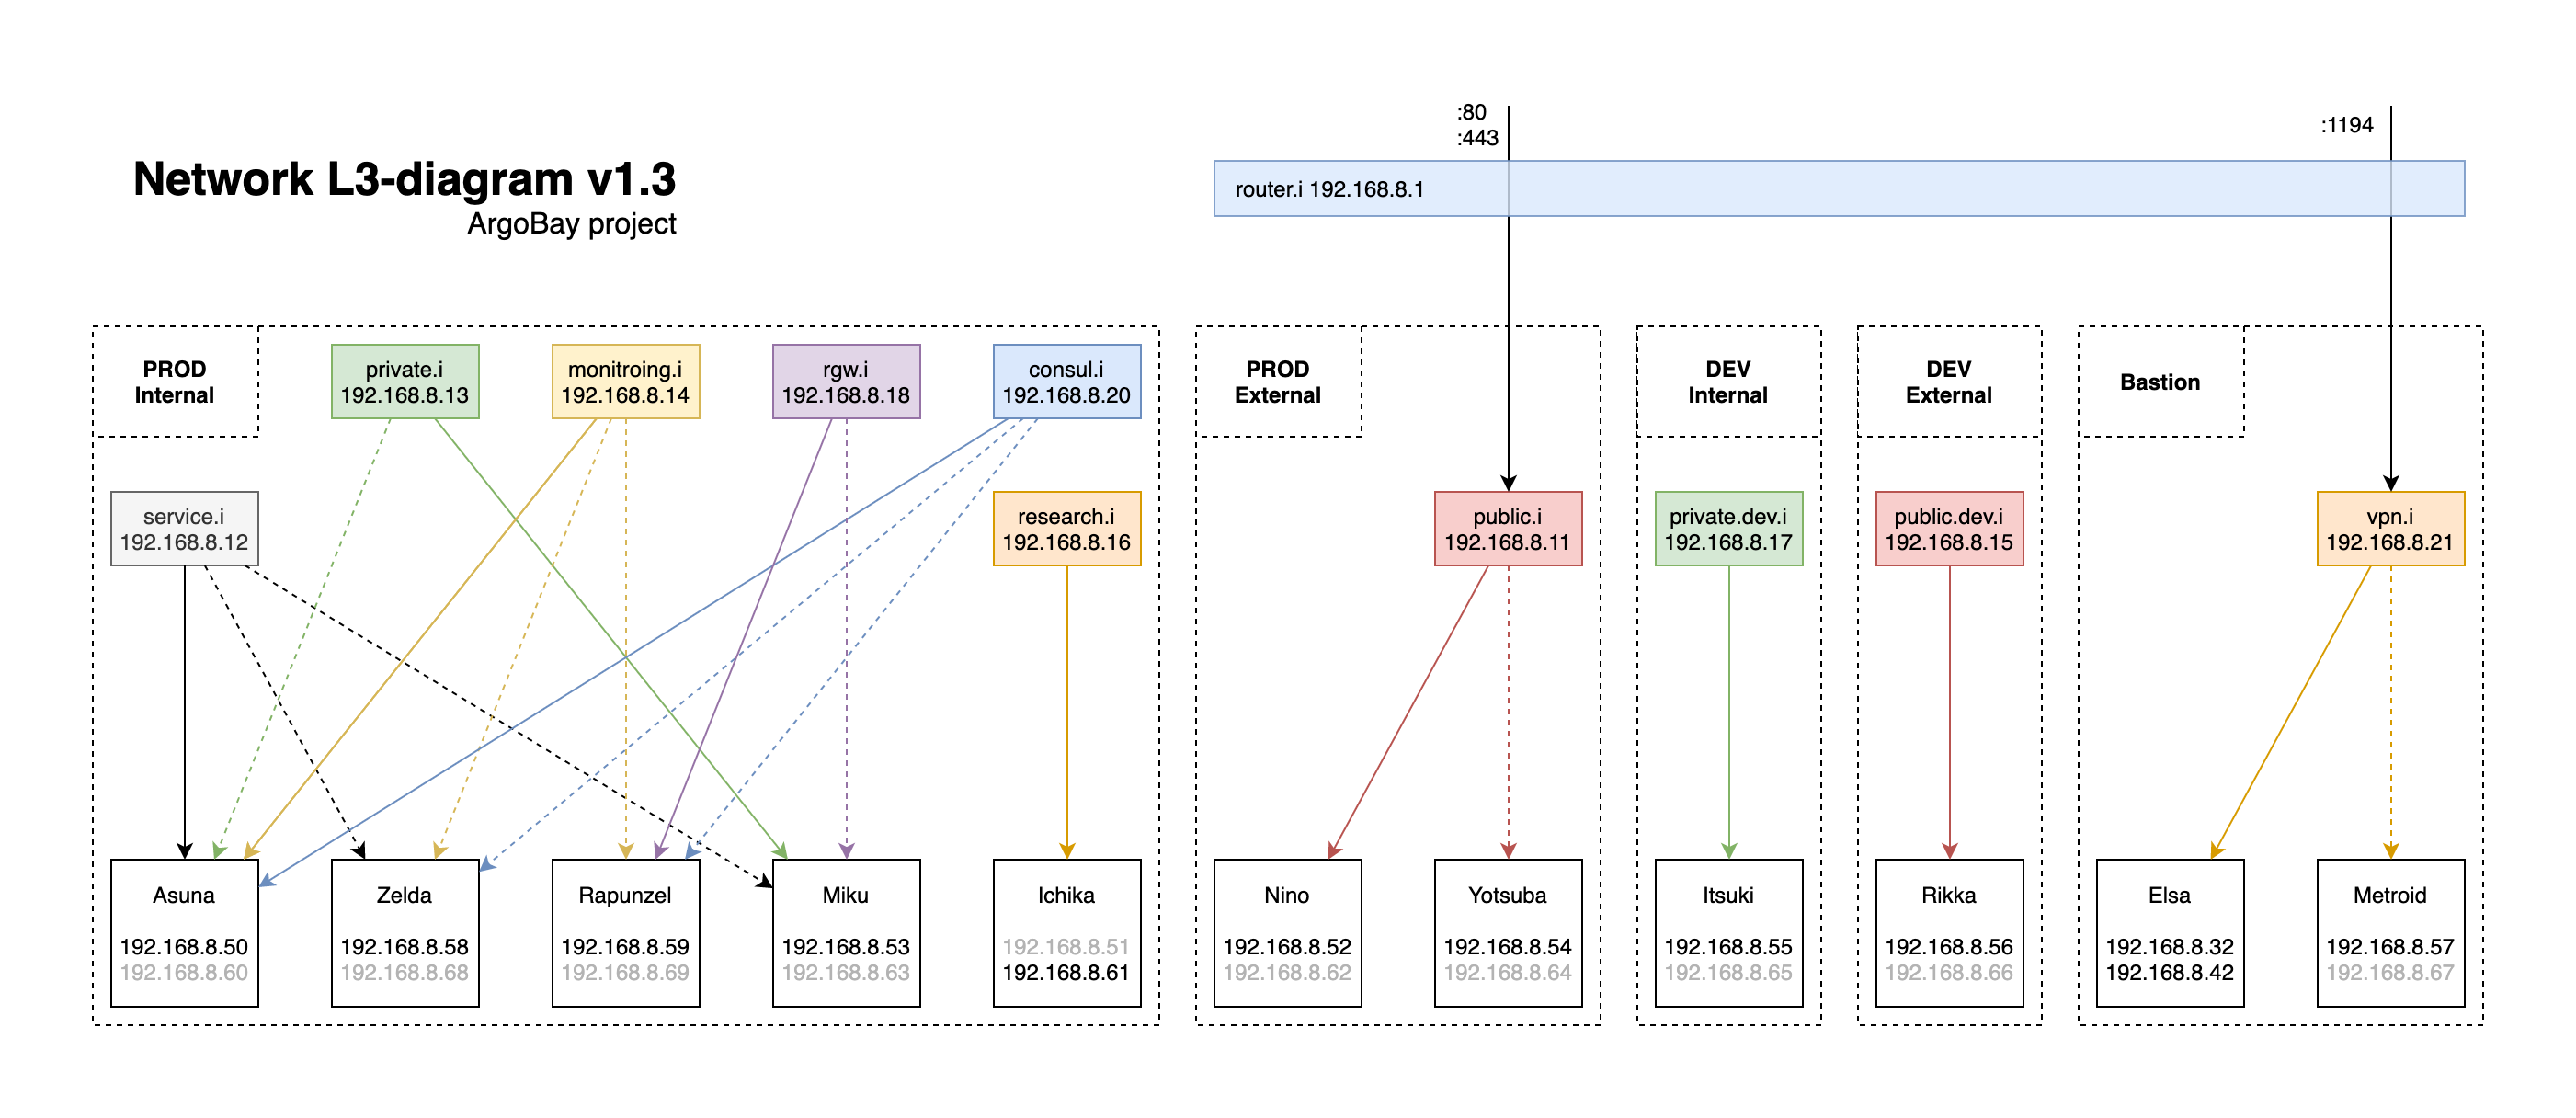 :80
:443
:1194
Network L3-diagram v1.3
ArgoBay project
router.i 192.168.8.1
PROD
Internal
private.i
192.168.8.13
monitroing.i
192.168.8.14
rgw.i
192.168.8.18
consul.i
192.168.8.20
service.i
192.168.8.12
research.i
192.168.8.16
Asuna
192.168.8.50
192.168.8.60
Zelda
192.168.8.58
192.168.8.68
Rapunzel
192.168.8.59
192.168.8.69
Miku
192.168.8.53
192.168.8.63
Ichika
192.168.8.51
192.168.8.61
PROD
External
public.i
192.168.8.11
Nino
192.168.8.52
192.168.8.62
Yotsuba
192.168.8.54
192.168.8.64
DEV
Internal
private.dev.i
192.168.8.17
Itsuki
192.168.8.55
192.168.8.65
DEV
External
public.dev.i
192.168.8.15
Rikka
192.168.8.56
192.168.8.66
Bastion
vpn.i
192.168.8.21
Elsa
192.168.8.32
192.168.8.42
Metroid
192.168.8.57
192.168.8.67